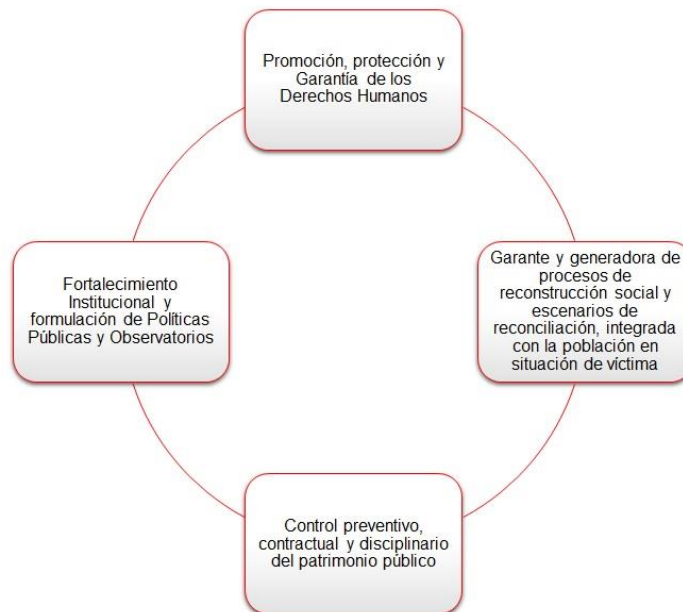 Promoción, protección y
Garantía de los
Derechos Humanos
Garante y generadora de
procesos de
reconstrucción social y
escenarios de
reconciliación, integrada
con la población en
situación de víctima
Control preventivo,
contractual y disciplinario
del patrimonio público
Fortalecimiento
Institucional y
formulación de Políticas
Públicas y Observatorios